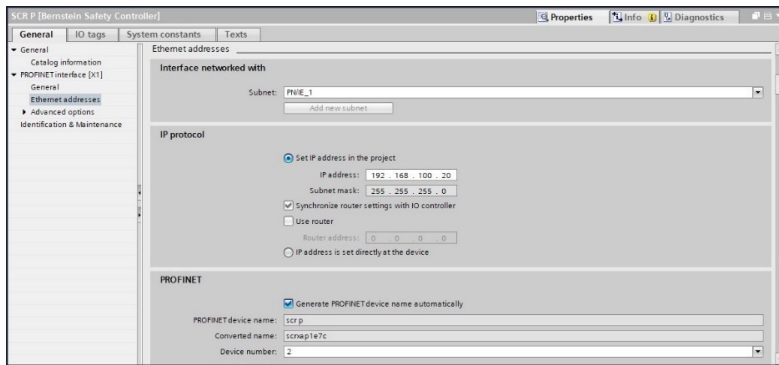 SCR P [Bernstein Safety Controller]
Properties Info Diagnostics
General IO tags System constants Texts
General
Catalog information
PROFINET interface [X1]
General
Ethernet addresses
Advanced options
Identification & Maintenance
Ethernet addresses
Interface networked with
Subnet: PN/IE_1
Add new subnet
IP protocol
Set IP address in the project
IP address: 192 . 168 . 100 . 20
Subnet mask: 255 . 255 . 255 . 0
Synchronize router settings with IO controller
Use router
Router address: 0 . 0 . 0 . 0
IP address is set directly at the device
PROFINET
Generate PROFINET device name automatically
PROFINET device name: scr p
Converted name: scrxap1e7c
Device number: 2